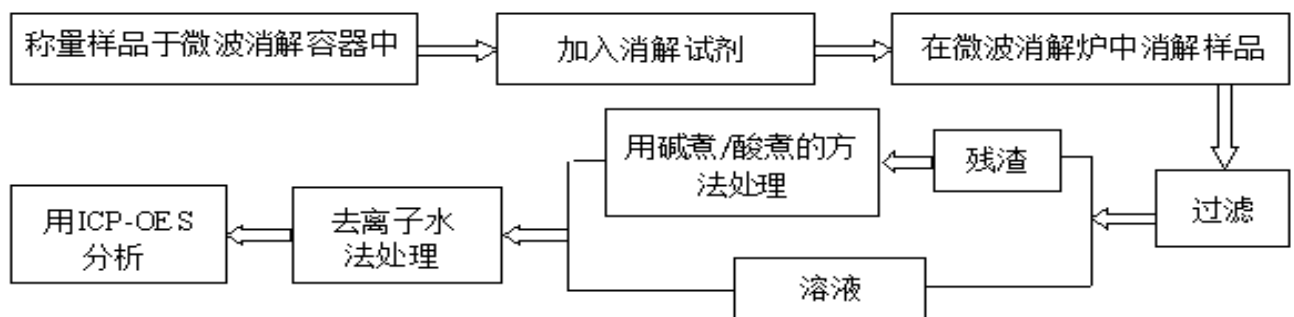 称量样品于微波消解容器中
加入消解试剂
在微波消解炉中消解样品
过滤
残渣
用碱煮/酸煮的方
法处理
溶液
去离子水
法处理
用ICP-OES
分析